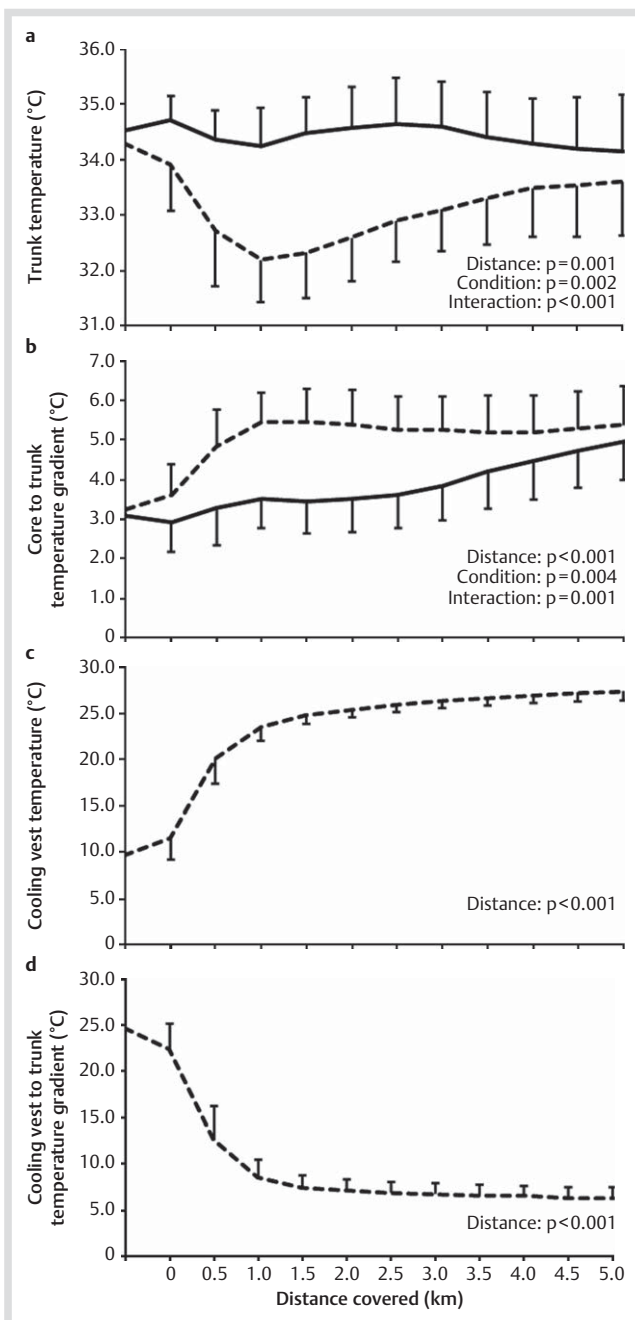 a
Trunk temperature (°C)
36.0
35.0
34.0
33.0
32.0
31.0
Distance: p=0.001
Condition: p=0.002
Interaction: p<0.001
b
Core to trunk
temperature gradient (°C)
7.0
6.0
5.0
4.0
3.0
2.0
1.0
0
Distance: p<0.001
Condition: p=0.004
Interaction: p=0.001
c
Cooling vest temperature (°C)
30.0
25.0
20.0
15.0
10.0
5.0
0
Distance: p<0.001
d
Cooling vest to trunk
temperature gradient (°C)
30.0
25.0
20.0
15.0
10.0
5.0
0
Distance: p<0.001
0 0.5 1.0 1.5 2.0 2.5 3.0 3.5 4.0 4.5 5.0
Distance covered (km)